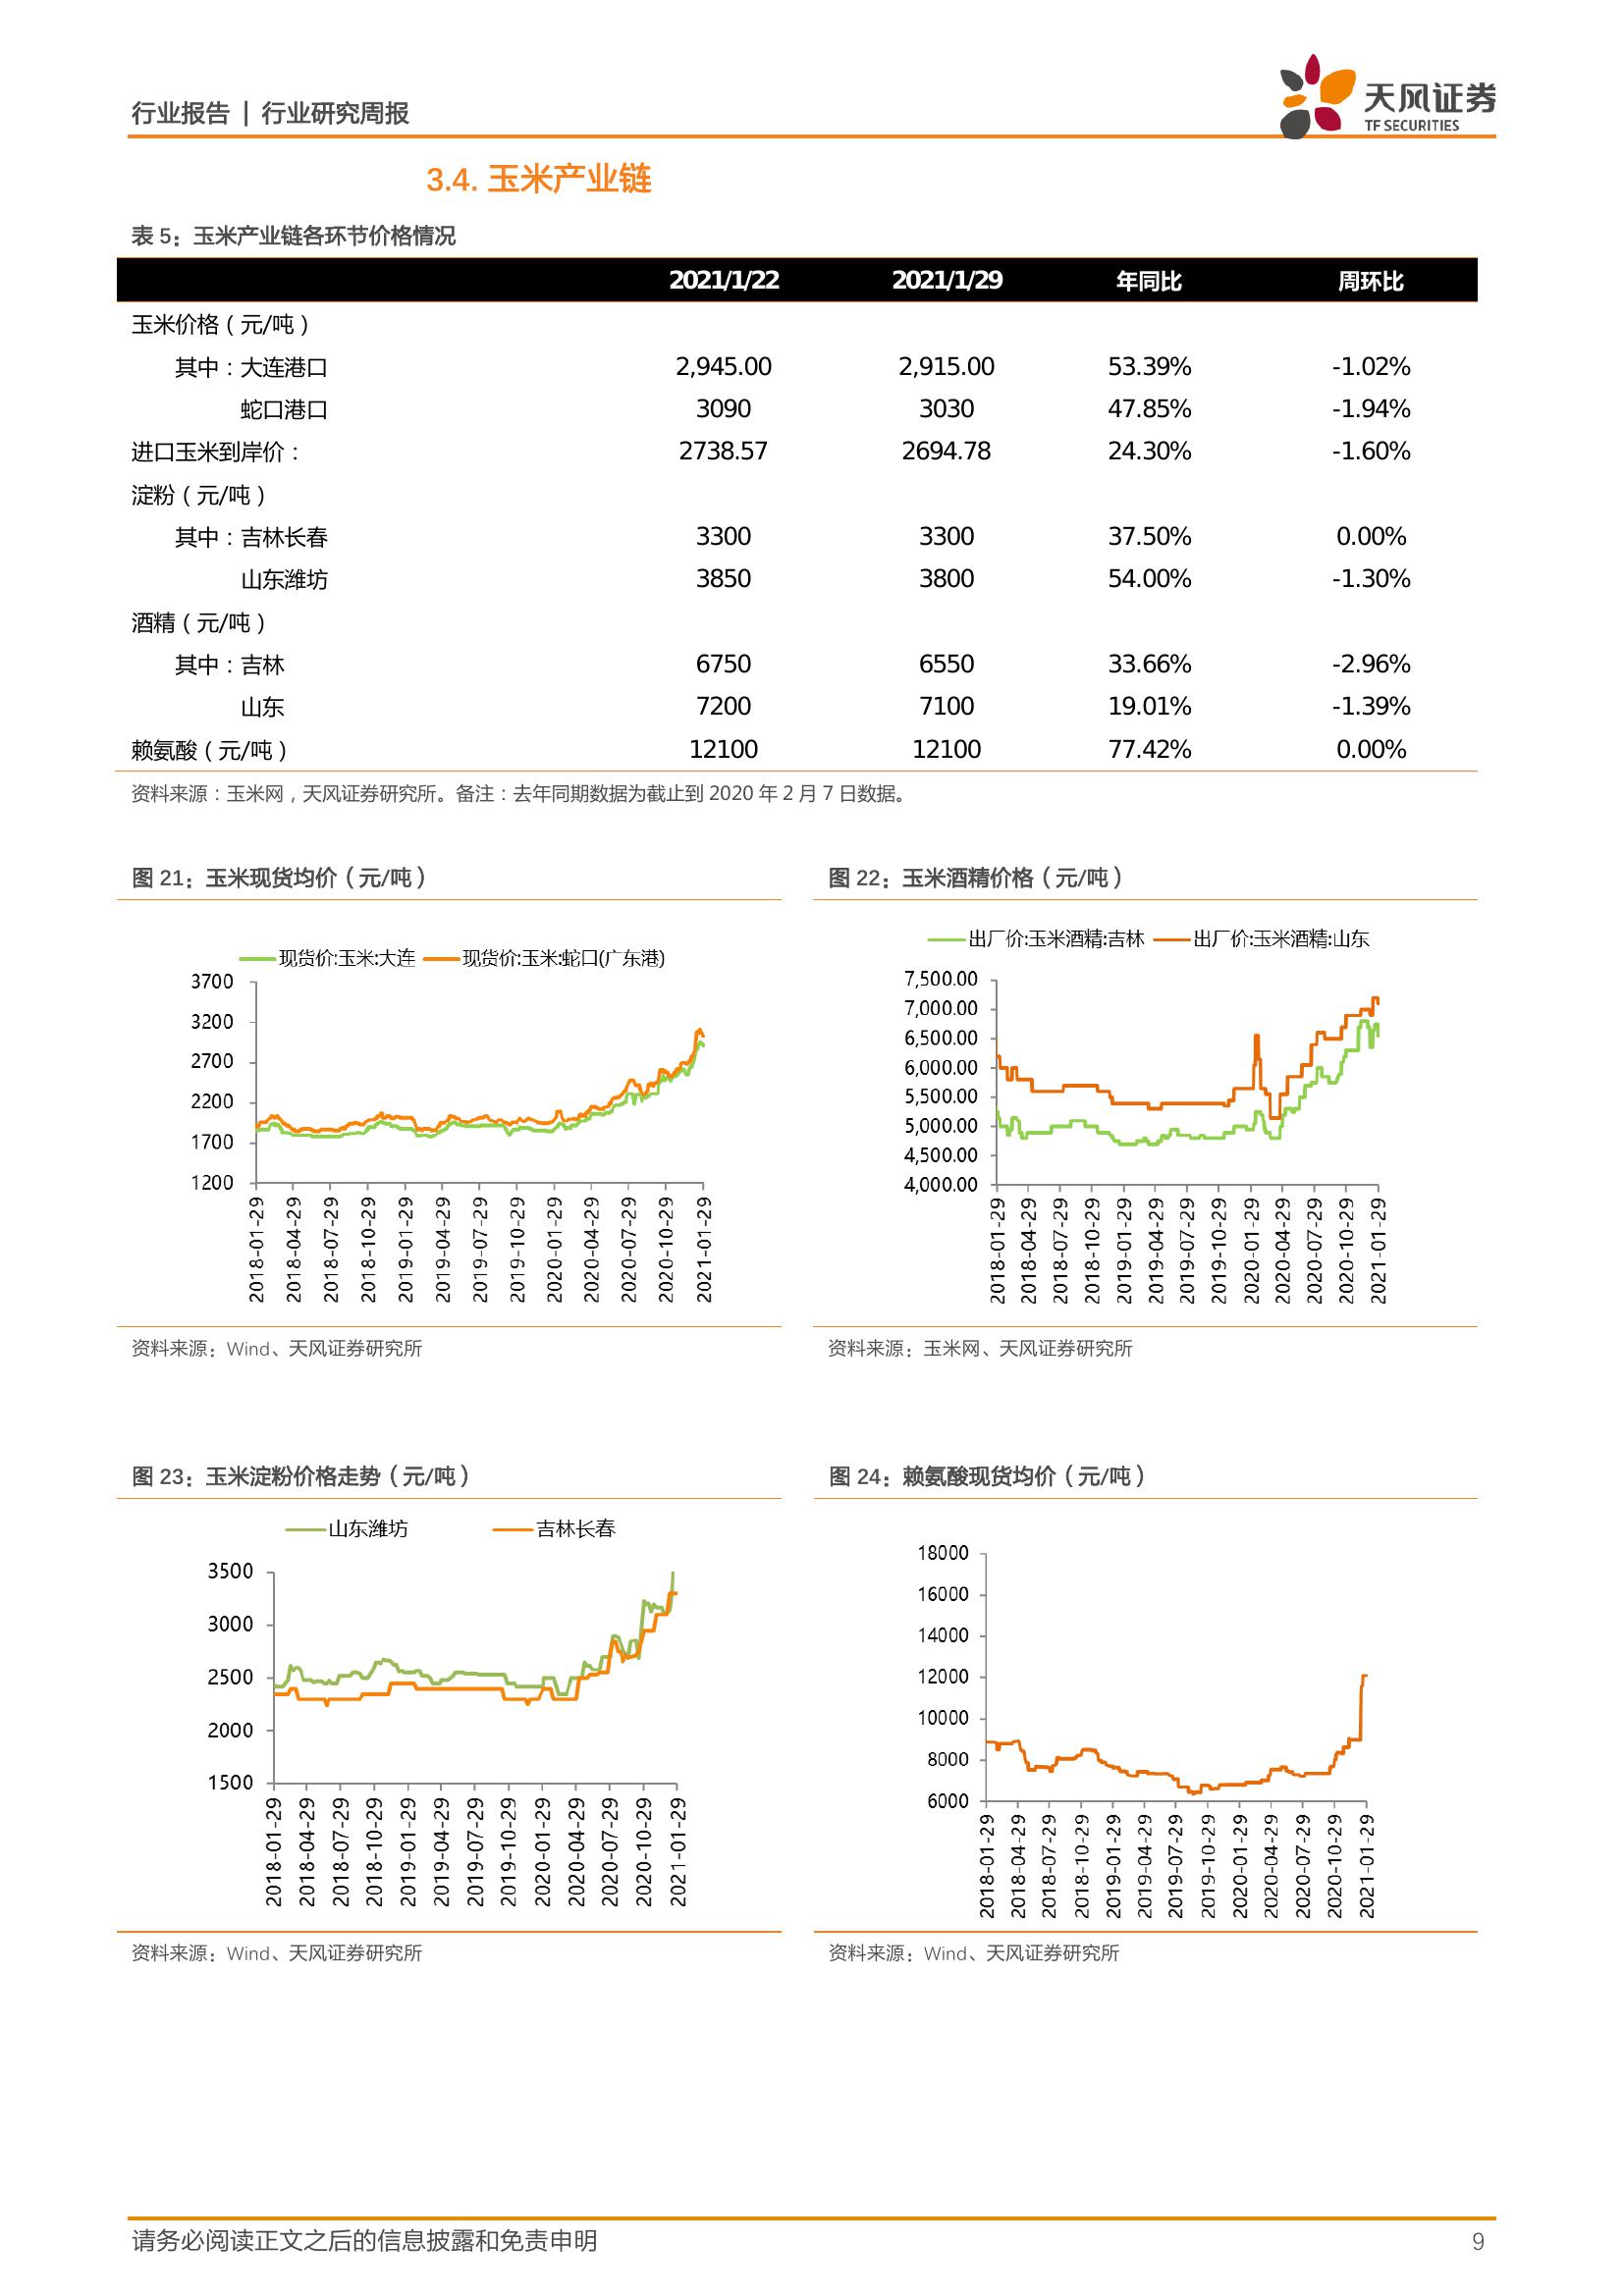 行业报告 | 行业研究周报
天风证券
TF SECURITIES
3.4. 玉米产业链
表 5：玉米产业链各环节价格情况
2021/1/22 2021/1/29 年同比 周环比
玉米价格（元/吨）
其中：大连港口 2,945.00 2,915.00 53.39% -1.02%
蛇口港口 3090 3030 47.85% -1.94%
进口玉米到岸价： 2738.57 2694.78 24.30% -1.60%
淀粉（元/吨）
其中：吉林长春 3300 3300 37.50% 0.00%
山东潍坊 3850 3800 54.00% -1.30%
酒精（元/吨）
其中：吉林 6750 6550 33.66% -2.96%
山东 7200 7100 19.01% -1.39%
赖氨酸（元/吨） 12100 12100 77.42% 0.00%
资料来源：玉米网，天风证券研究所。备注：去年同期数据为截止到 2020 年 2 月 7 日数据。
图 21：玉米现货均价（元/吨）
现货价:玉米:大连 现货价:玉米:蛇口(广东港)
3700
3200
2700
2200
1700
1200
2018-01-29 2018-04-29 2018-07-29 2018-10-29 2019-01-29 2019-04-29 2019-07-29 2019-10-29 2020-01-29 2020-04-29 2020-07-29 2020-10-29 2021-01-29
资料来源：Wind、天风证券研究所
图 22：玉米酒精价格（元/吨）
出厂价:玉米酒精:吉林 出厂价:玉米酒精:山东
7,500.00
7,000.00
6,500.00
6,000.00
5,500.00
5,000.00
4,500.00
4,000.00
2018-01-29 2018-04-29 2018-07-29 2018-10-29 2019-01-29 2019-04-29 2019-07-29 2019-10-29 2020-01-29 2020-04-29 2020-07-29 2020-10-29 2021-01-29
资料来源：玉米网、天风证券研究所
图 23：玉米淀粉价格走势（元/吨）
山东潍坊 吉林长春
3500
3000
2500
2000
1500
2018-01-29 2018-04-29 2018-07-29 2018-10-29 2019-01-29 2019-04-29 2019-07-29 2019-10-29 2020-01-29 2020-04-29 2020-07-29 2020-10-29 2021-01-29
资料来源：Wind、天风证券研究所
图 24：赖氨酸现货均价（元/吨）
18000
16000
14000
12000
10000
8000
6000
2018-01-29 2018-04-29 2018-07-29 2018-10-29 2019-01-29 2019-04-29 2019-07-29 2019-10-29 2020-01-29 2020-04-29 2020-07-29 2020-10-29 2021-01-29
资料来源：Wind、天风证券研究所
请务必阅读正文之后的信息披露和免责申明 9